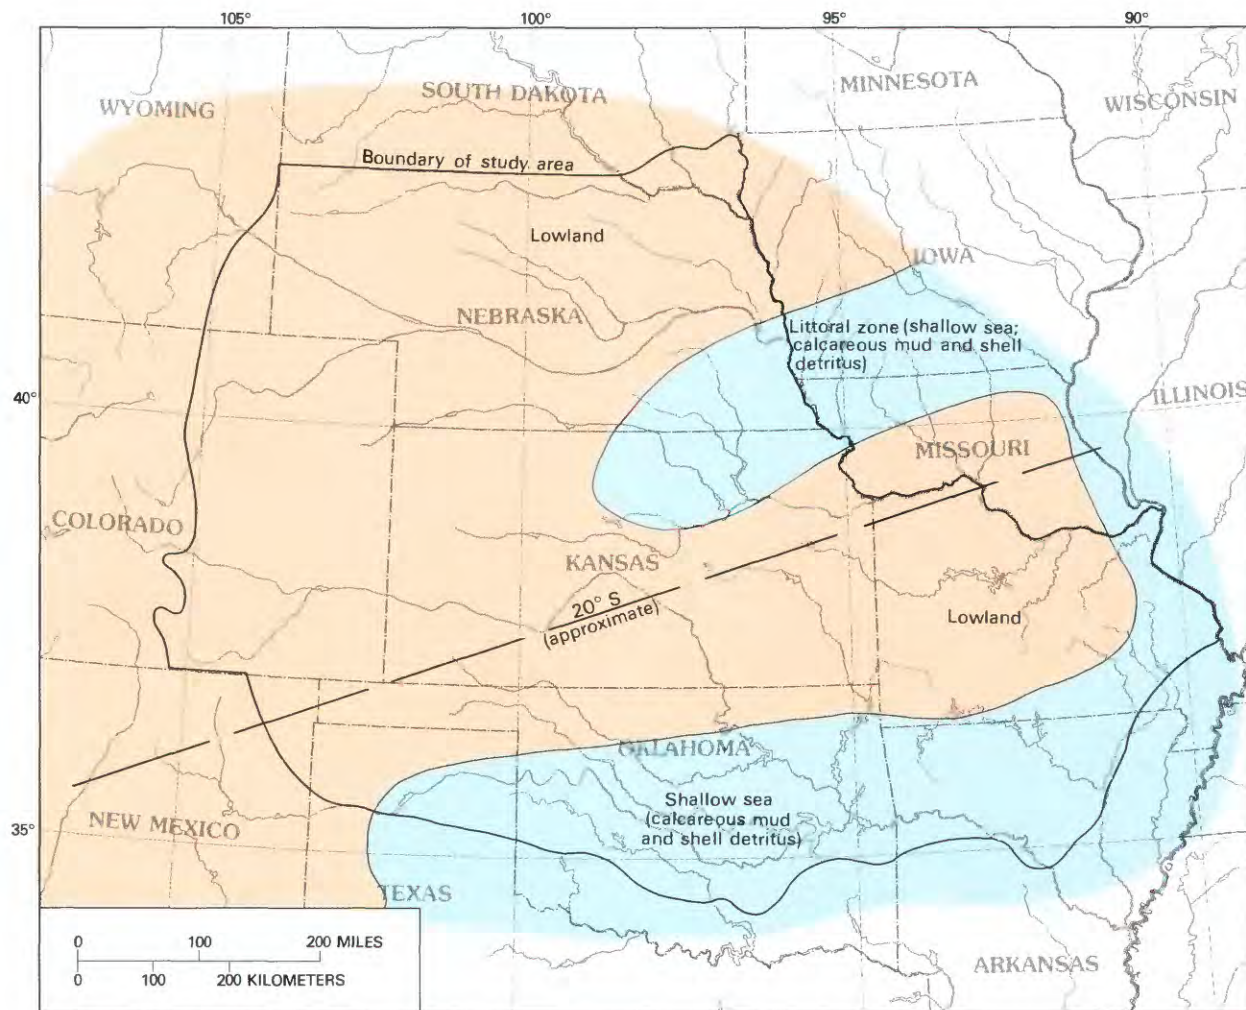 105° 100° 95° 90°
WYOMING
SOUTH DAKOTA
MINNESOTA
WISCONSIN
Boundary of study area
Lowland
IOWA
NEBRASKA
Littoral zone (shallow sea;
calcareous mud and shell
detritus)
40°
ILLINOIS
MISSOURI
COLORADO
KANSAS
20° S
(approximate)
Lowland
OKLAHOMA
Shallow sea
(calcareous mud
and shell detritus)
35°
NEW MEXICO
TEXAS
ARKANSAS
0 100 200 MILES
0 100 200 KILOMETERS